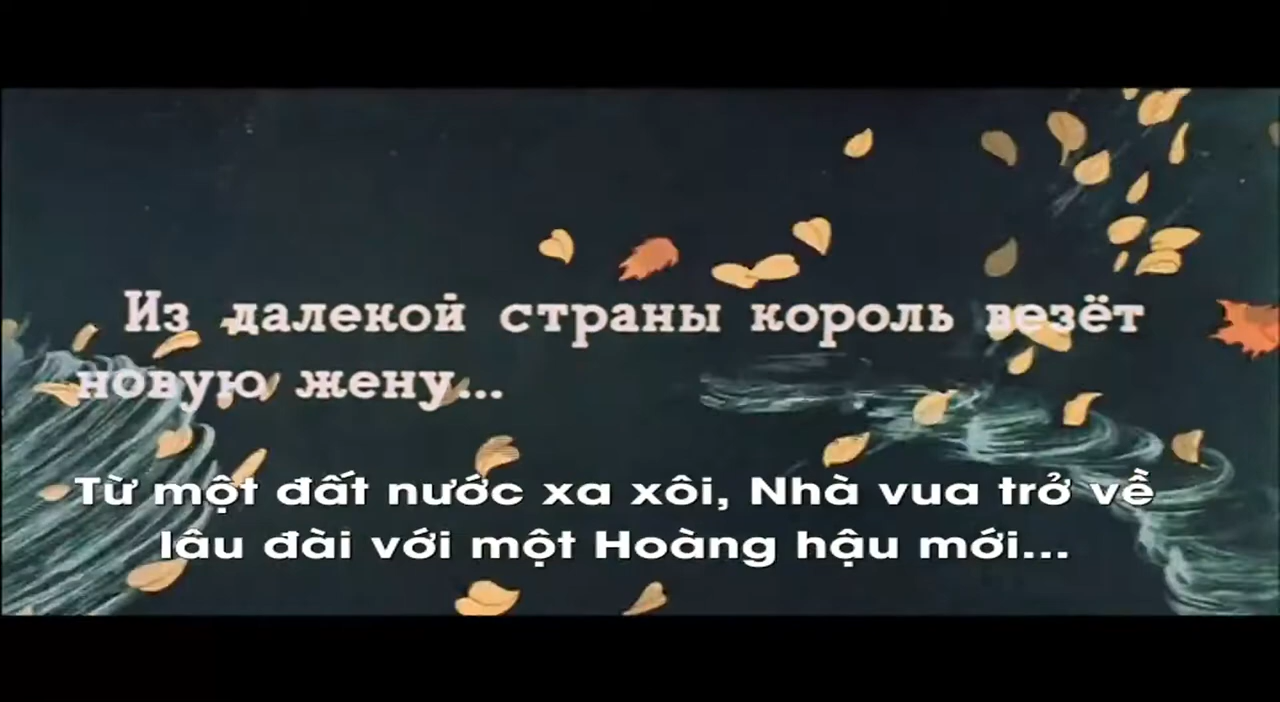 Из далекой страны король везёт
новую жену...
Từ một đất nước xa xôi, Nhà vua trở về
lâu đài với một Hoàng hậu mới...